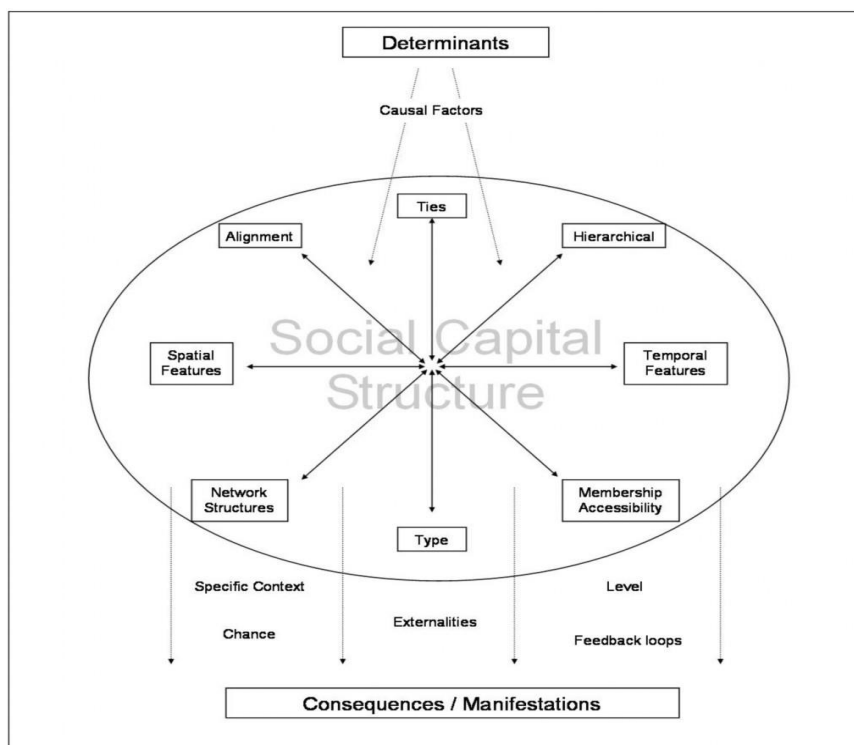 Determinants
Causal Factors
Ties
Alignment
Hierarchical
Social Capital
Structure
Spatial
Features
Temporal
Features
Network
Structures
Membership
Accessibility
Type
Specific Context
Level
Externalities
Chance
Feedback loops
Consequences / Manifestations